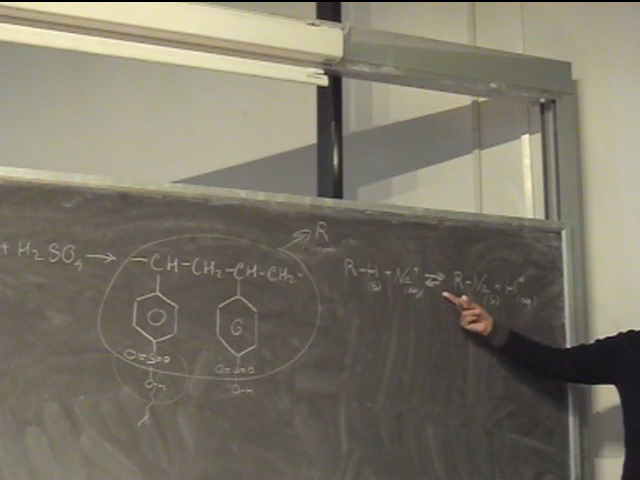 R
+ H₂SO₄ → -CH-CH₂-CH-CH₂-
R-H(s) + Na⁺(aq) ⇌ R-Na(s) + H⁺(aq)
O=S=O
O=S=O
O-H
O-H